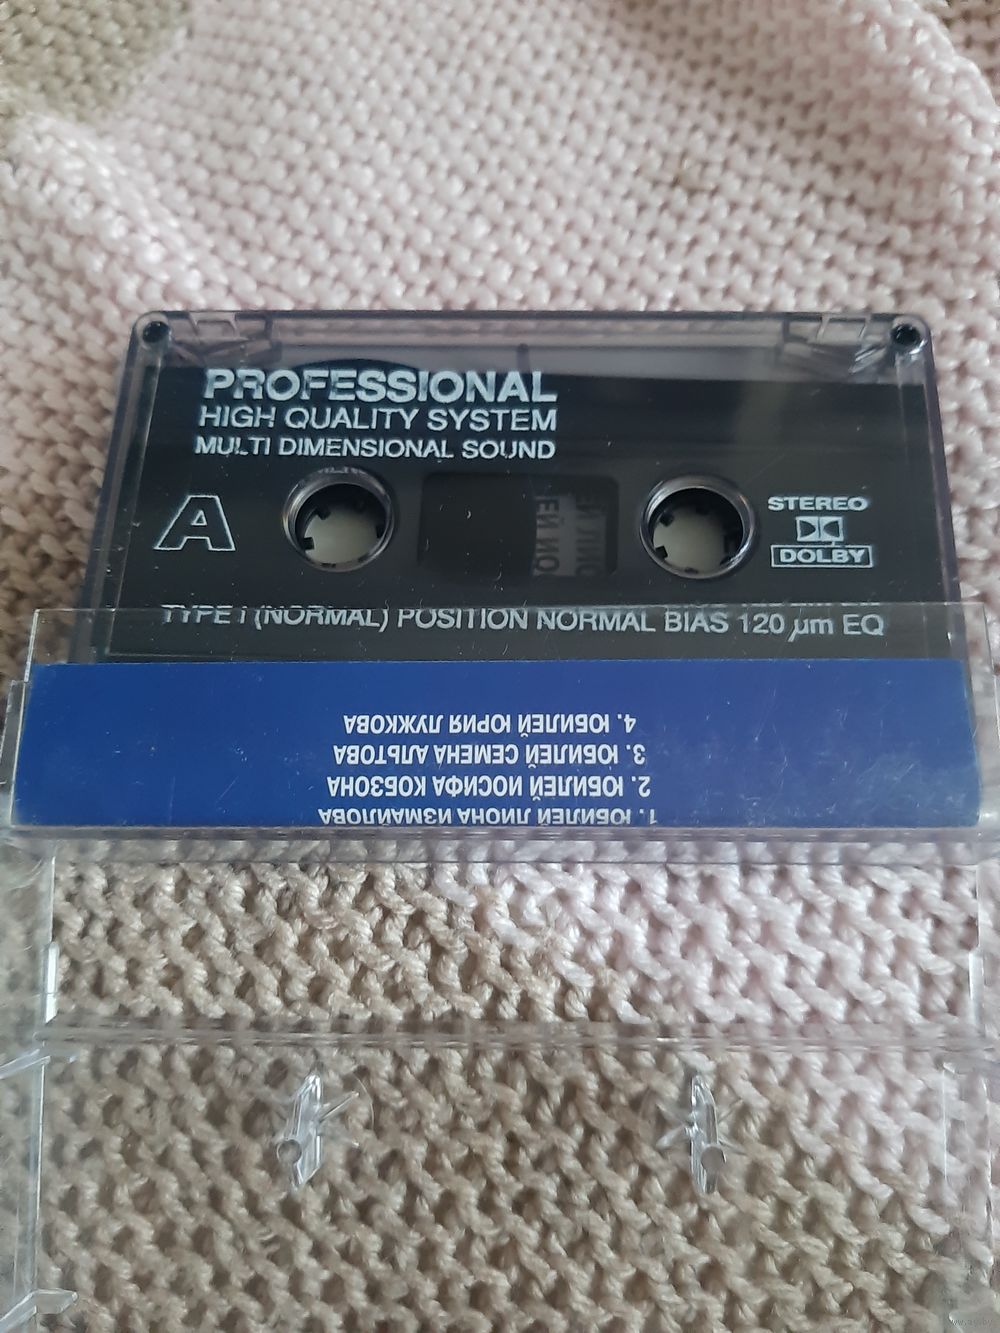 PROFESSIONAL
HIGH QUALITY SYSTEM
MULTI DIMENSIONAL SOUND
A
STEREO
DOLBY
TYPE I (NORMAL) POSITION NORMAL BIAS 120 µm EQ
1. ЮБИЛЕЙ ЛИОНА ИЗМАЙЛОВА
2. ЮБИЛЕЙ ИОСИФА КОБЗОНА
3. ЮБИЛЕЙ СЕМЕНА АЛЬТОВА
4. ЮБИЛЕЙ ЮРИЯ ЛУЖКОВА